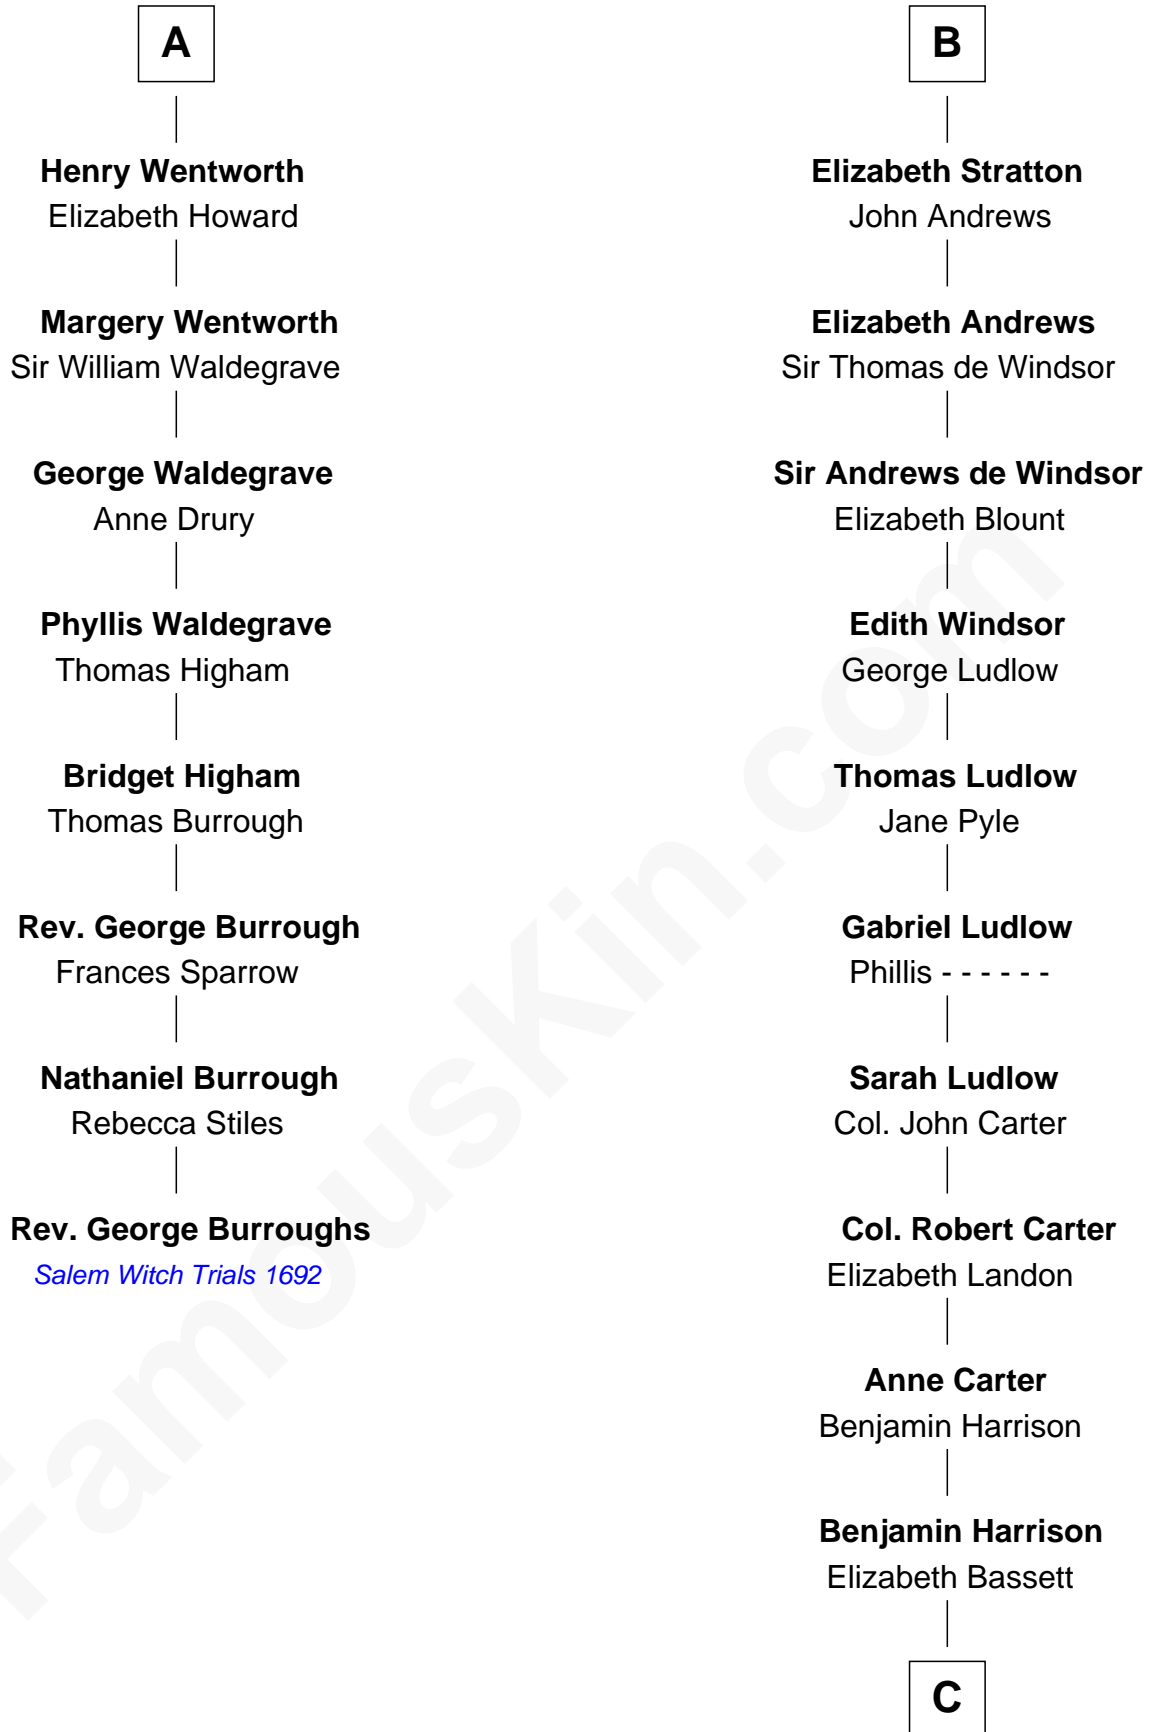 A
Henry Wentworth
Elizabeth Howard
Margery Wentworth
Sir William Waldegrave
George Waldegrave
Anne Drury
Phyllis Waldegrave
Thomas Higham
Bridget Higham
Thomas Burrough
Rev. George Burrough
Frances Sparrow
Nathaniel Burrough
Rebecca Stiles
Rev. George Burroughs
Salem Witch Trials 1692
B
Elizabeth Stratton
John Andrews
Elizabeth Andrews
Sir Thomas de Windsor
Sir Andrews de Windsor
Elizabeth Blount
Edith Windsor
George Ludlow
Thomas Ludlow
Jane Pyle
Gabriel Ludlow
Phillis - - - - - -
Sarah Ludlow
Col. John Carter
Col. Robert Carter
Elizabeth Landon
Anne Carter
Benjamin Harrison
Benjamin Harrison
Elizabeth Bassett
C
FamousKin.com